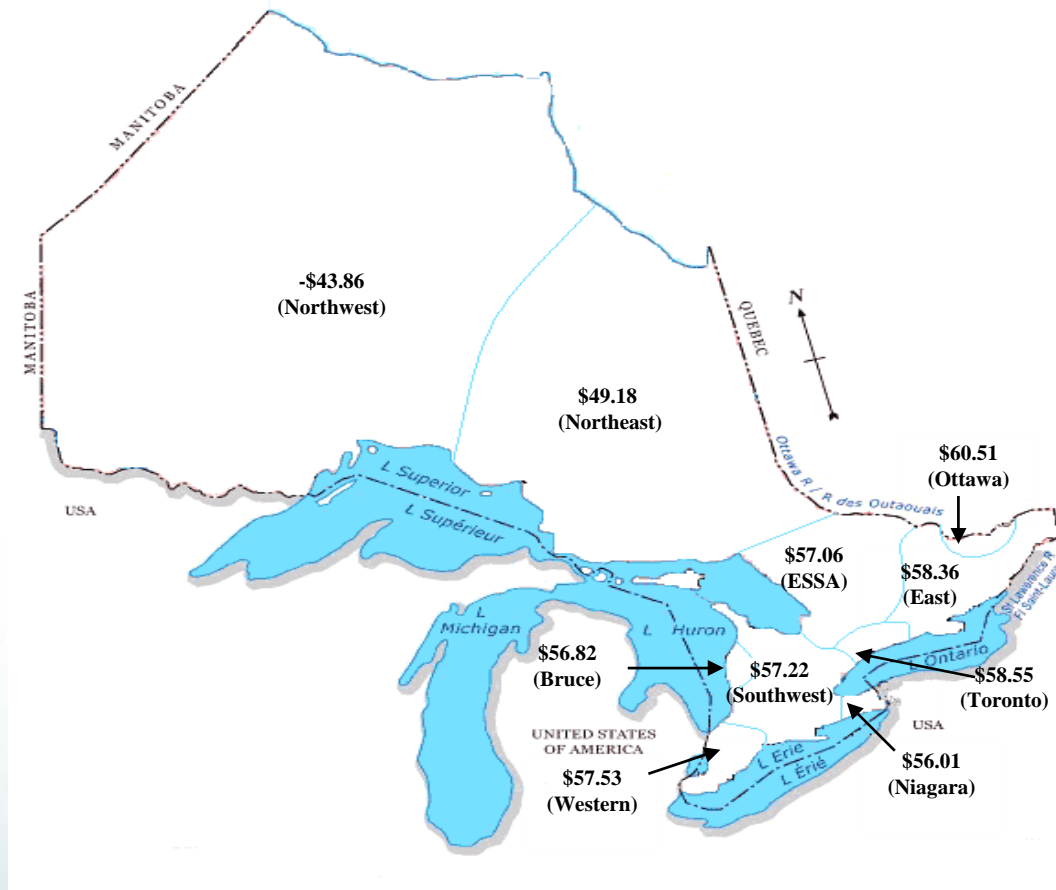 MANITOBA
MANITOBA
-$43.86
(Northwest)
N
QUEBEC
$49.18
(Northeast)
Ottawa R / R des Outaouais
$60.51
(Ottawa)
USA
L Superior
L Supérieur
$57.06
(ESSA)
$58.36
(East)
St Lawrence R
Fl Saint-Laurent
L
Michigan
L Huron
$56.82
(Bruce)
$57.22
(Southwest)
L Ontario
$58.55
(Toronto)
UNITED STATES
OF AMERICA
USA
L Erie
L Érié
$56.01
(Niagara)
$57.53
(Western)